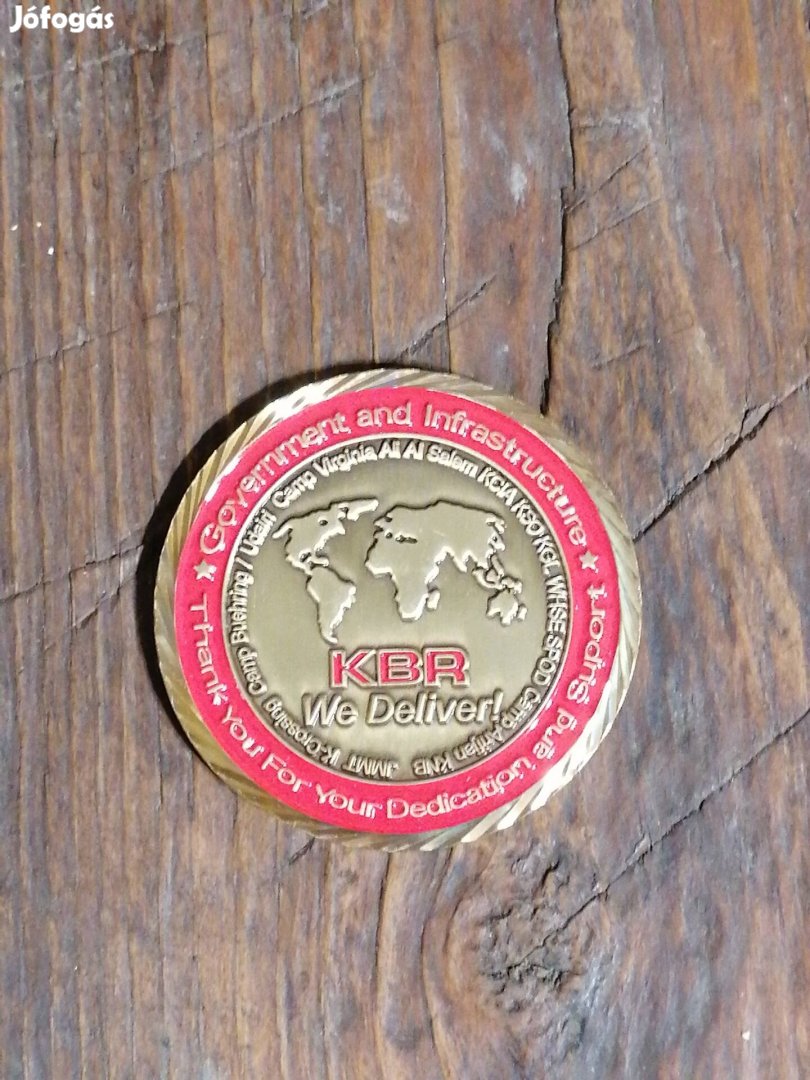 Jófogás
★ Government and Infrastructure ★
Thank You For Your Dedication and Support
Camp Buehring / Udairi Camp Virginia Ali Al Salem KCIA KSO KGL WHSE SPOD Camp Arifjan KNB JMMT K-Crossing
KBR
We Deliver!